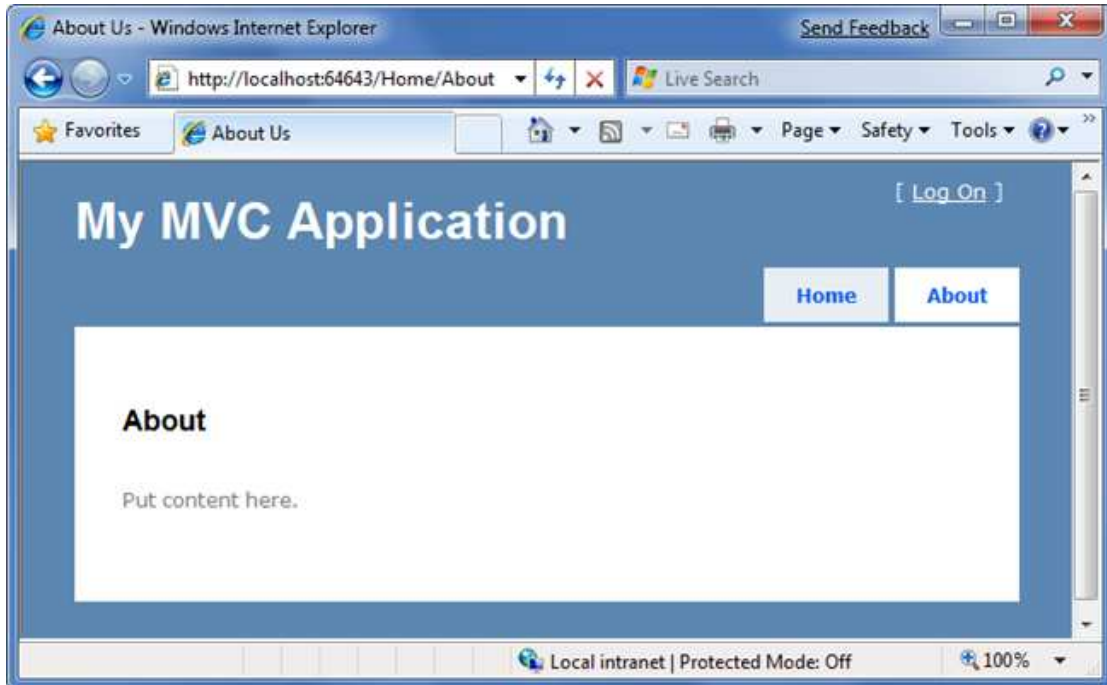 About Us - Windows Internet Explorer
Send Feedback
http://localhost:64643/Home/About
Live Search
Favorites
About Us
Page
Safety
Tools
[ Log On ]
My MVC Application
Home
About
About
Put content here.
Local intranet | Protected Mode: Off
100%